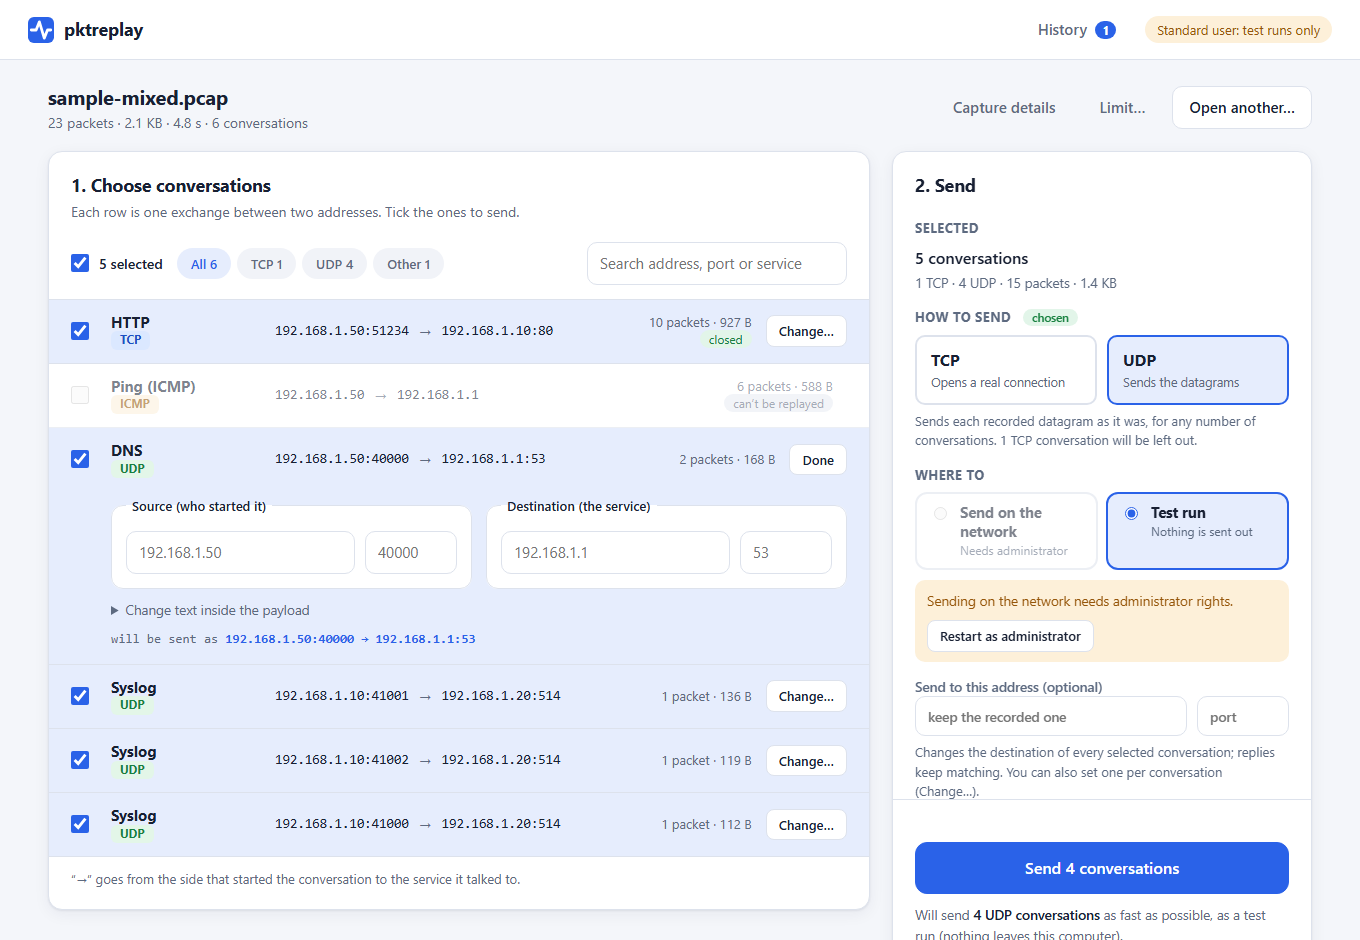 pktreplay
History 1
Standard user: test runs only
sample-mixed.pcap
23 packets · 2.1 KB · 4.8 s · 6 conversations
Capture details
Limit...
Open another...
1. Choose conversations
Each row is one exchange between two addresses. Tick the ones to send.
5 selected
All 6
TCP 1
UDP 4
Other 1
Search address, port or service
HTTP
TCP
192.168.1.50:51234 → 192.168.1.10:80
10 packets · 927 B
closed
Change...
Ping (ICMP)
ICMP
192.168.1.50 → 192.168.1.1
6 packets · 588 B
can't be replayed
DNS
UDP
192.168.1.50:40000 → 192.168.1.1:53
2 packets · 168 B
Done
Source (who started it)
192.168.1.50
40000
Destination (the service)
192.168.1.1
53
▶ Change text inside the payload
will be sent as 192.168.1.50:40000 → 192.168.1.1:53
Syslog
UDP
192.168.1.10:41001 → 192.168.1.20:514
1 packet · 136 B
Change...
Syslog
UDP
192.168.1.10:41002 → 192.168.1.20:514
1 packet · 119 B
Change...
Syslog
UDP
192.168.1.10:41000 → 192.168.1.20:514
1 packet · 112 B
Change...
“→” goes from the side that started the conversation to the service it talked to.
2. Send
SELECTED
5 conversations
1 TCP · 4 UDP · 15 packets · 1.4 KB
HOW TO SEND chosen
TCP
Opens a real connection
UDP
Sends the datagrams
Sends each recorded datagram as it was, for any number of
conversations. 1 TCP conversation will be left out.
WHERE TO
Send on the
network
Needs administrator
Test run
Nothing is sent out
Sending on the network needs administrator rights.
Restart as administrator
Send to this address (optional)
keep the recorded one
port
Changes the destination of every selected conversation; replies
keep matching. You can also set one per conversation
(Change...).
Send 4 conversations
Will send 4 UDP conversations as fast as possible, as a test
run (nothing leaves this computer).